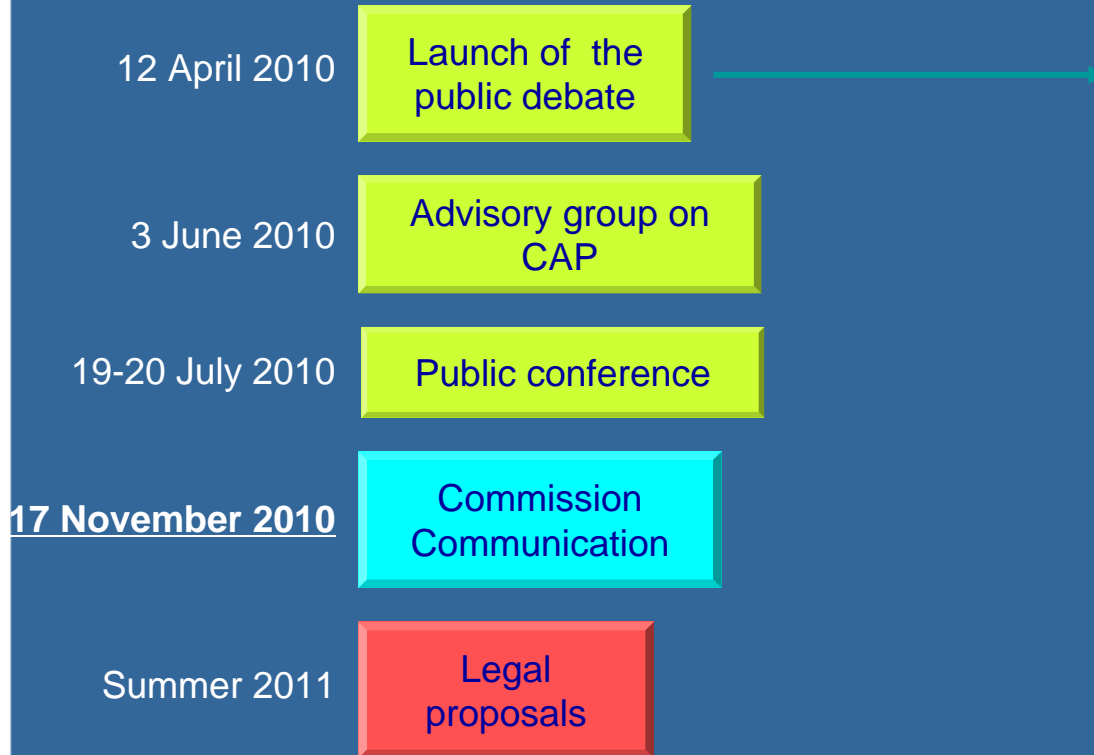 12 April 2010
Launch of the
public debate
3 June 2010
Advisory group on
CAP
19-20 July 2010
Public conference
17 November 2010
Commission
Communication
Summer 2011
Legal
proposals